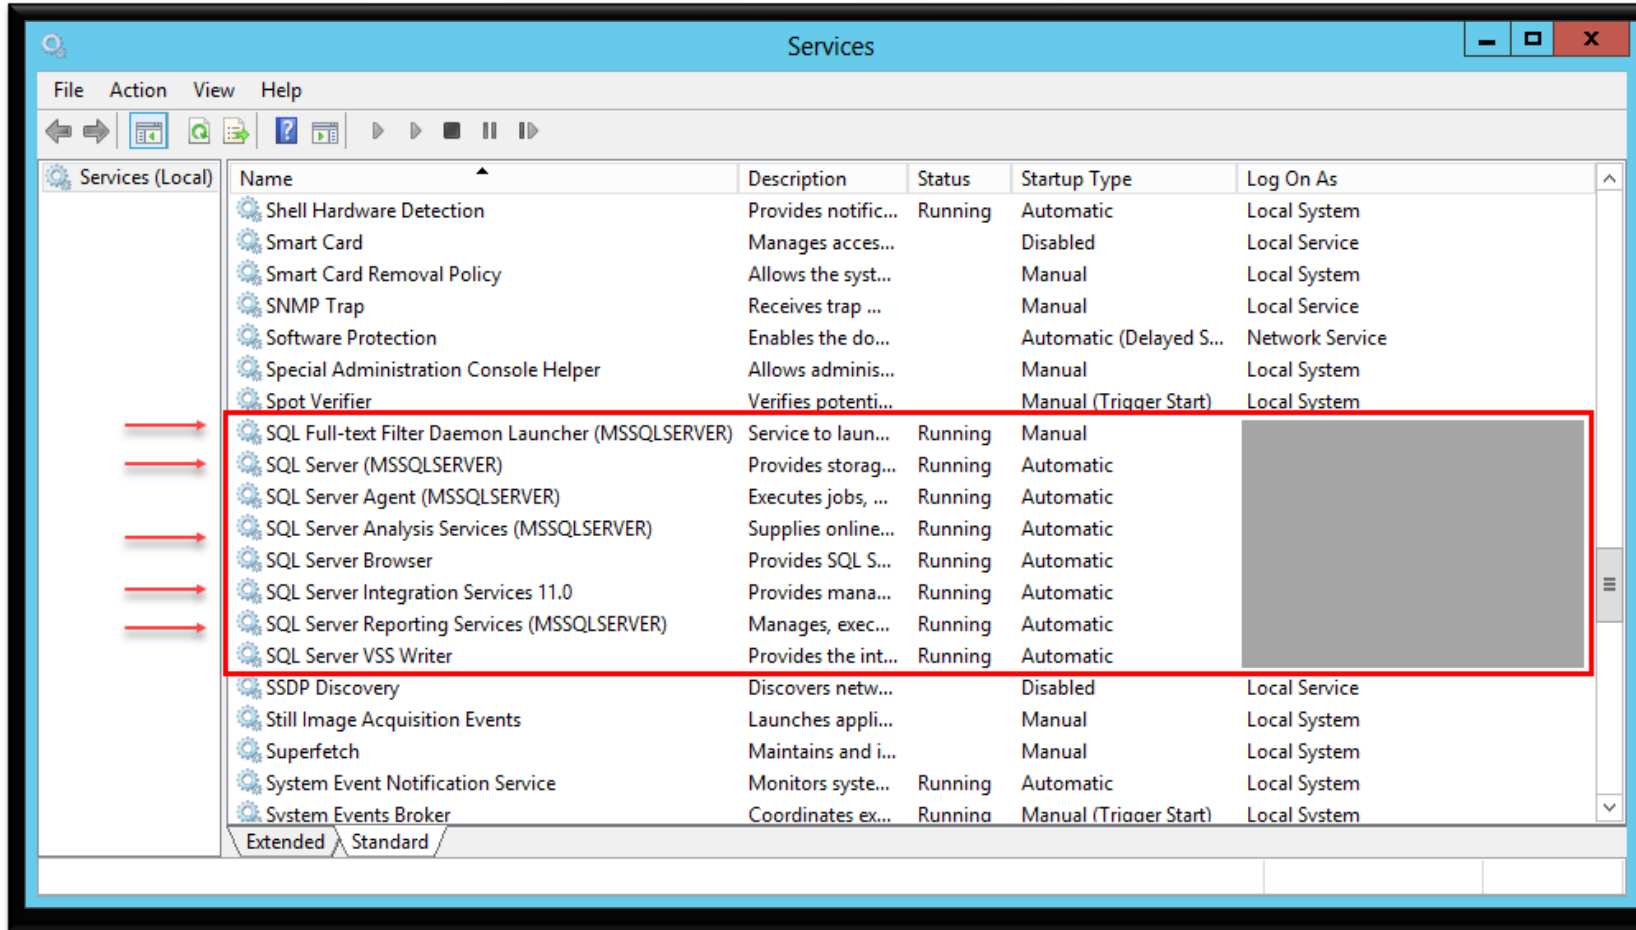 Services
File Action View Help
Services (Local)
Name Description Status Startup Type Log On As
Shell Hardware Detection Provides notific... Running Automatic Local System
Smart Card Manages acces... Disabled Local Service
Smart Card Removal Policy Allows the syst... Manual Local System
SNMP Trap Receives trap ... Manual Local Service
Software Protection Enables the do... Automatic (Delayed S... Network Service
Special Administration Console Helper Allows adminis... Manual Local System
Spot Verifier Verifies potenti... Manual (Trigger Start) Local System
SQL Full-text Filter Daemon Launcher (MSSQLSERVER) Service to laun... Running Manual
SQL Server (MSSQLSERVER) Provides storag... Running Automatic
SQL Server Agent (MSSQLSERVER) Executes jobs, ... Running Automatic
SQL Server Analysis Services (MSSQLSERVER) Supplies online... Running Automatic
SQL Server Browser Provides SQL S... Running Automatic
SQL Server Integration Services 11.0 Provides mana... Running Automatic
SQL Server Reporting Services (MSSQLSERVER) Manages, exec... Running Automatic
SQL Server VSS Writer Provides the int... Running Automatic
SSDP Discovery Discovers netw... Disabled Local Service
Still Image Acquisition Events Launches appli... Manual Local System
Superfetch Maintains and i... Manual Local System
System Event Notification Service Monitors syste... Running Automatic Local System
System Events Broker Coordinates ex... Running Manual (Trigger Start) Local System
Extended Standard